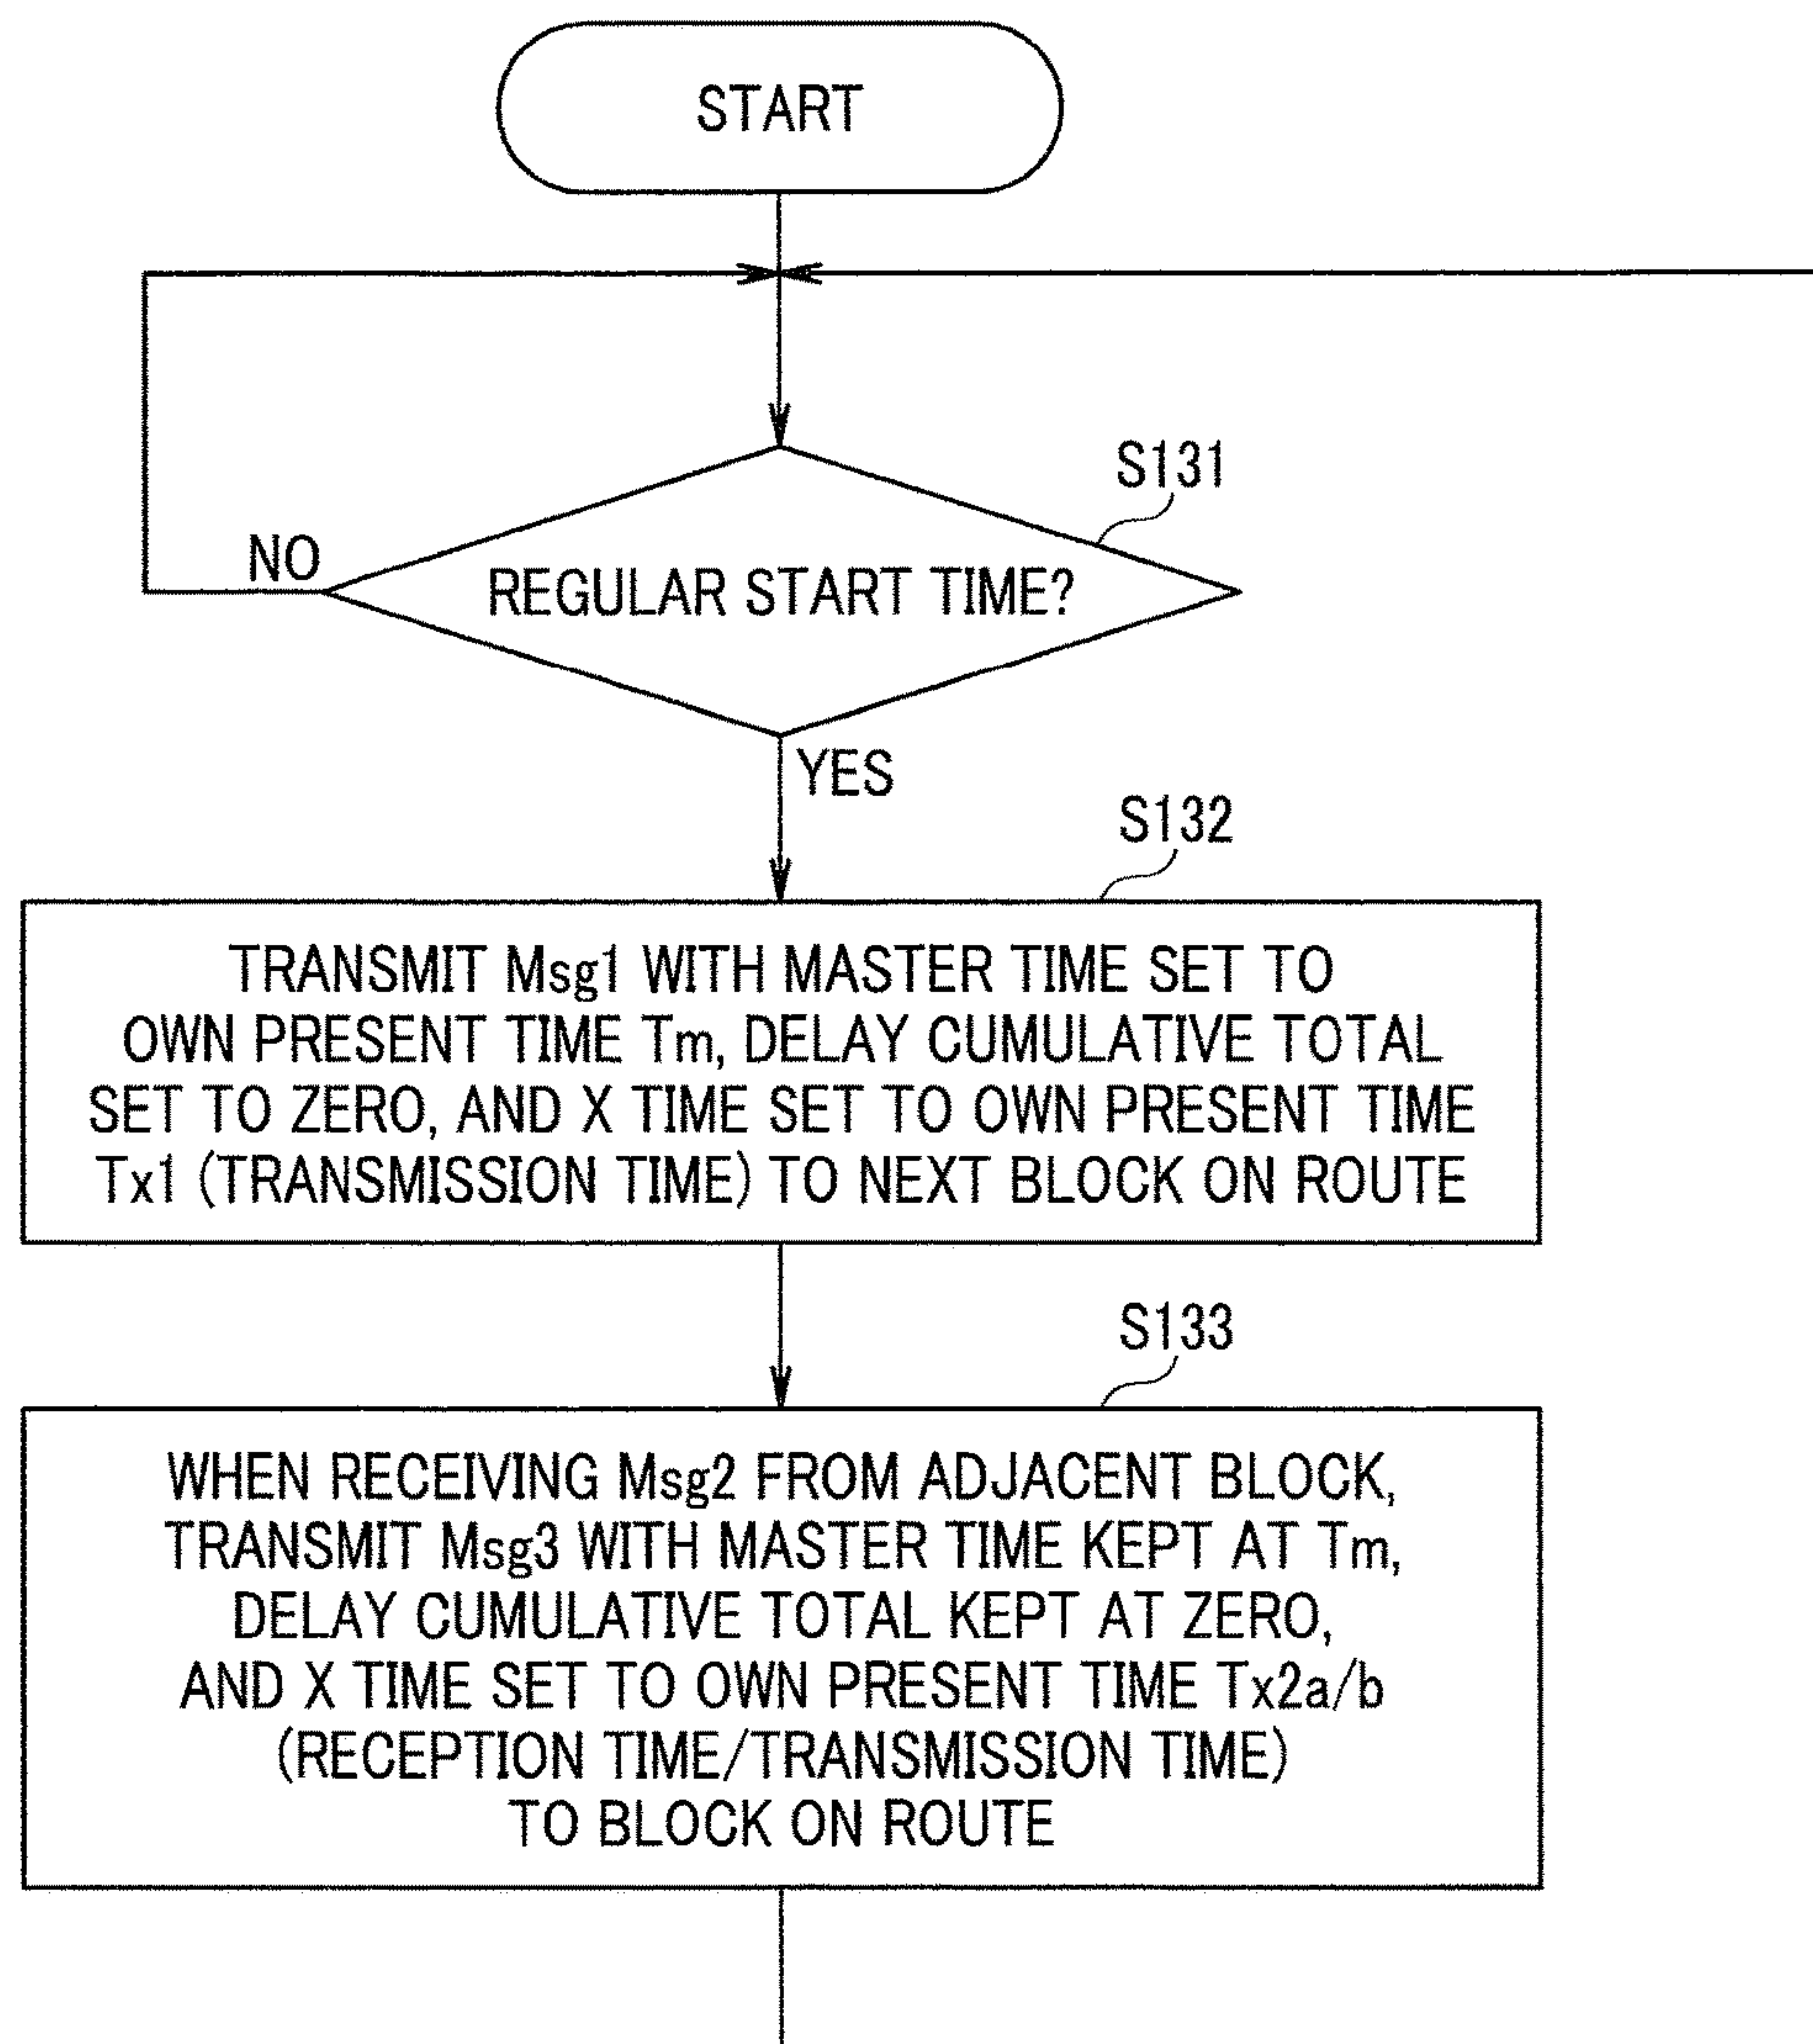 START
S131
NO
REGULAR START TIME?
YES
S132
TRANSMIT Msg1 WITH MASTER TIME SET TO
OWN PRESENT TIME Tm, DELAY CUMULATIVE TOTAL
SET TO ZERO, AND X TIME SET TO OWN PRESENT TIME
Tx1 (TRANSMISSION TIME) TO NEXT BLOCK ON ROUTE
S133
WHEN RECEIVING Msg2 FROM ADJACENT BLOCK,
TRANSMIT Msg3 WITH MASTER TIME KEPT AT Tm,
DELAY CUMULATIVE TOTAL KEPT AT ZERO,
AND X TIME SET TO OWN PRESENT TIME Tx2a/b
(RECEPTION TIME/TRANSMISSION TIME)
TO BLOCK ON ROUTE